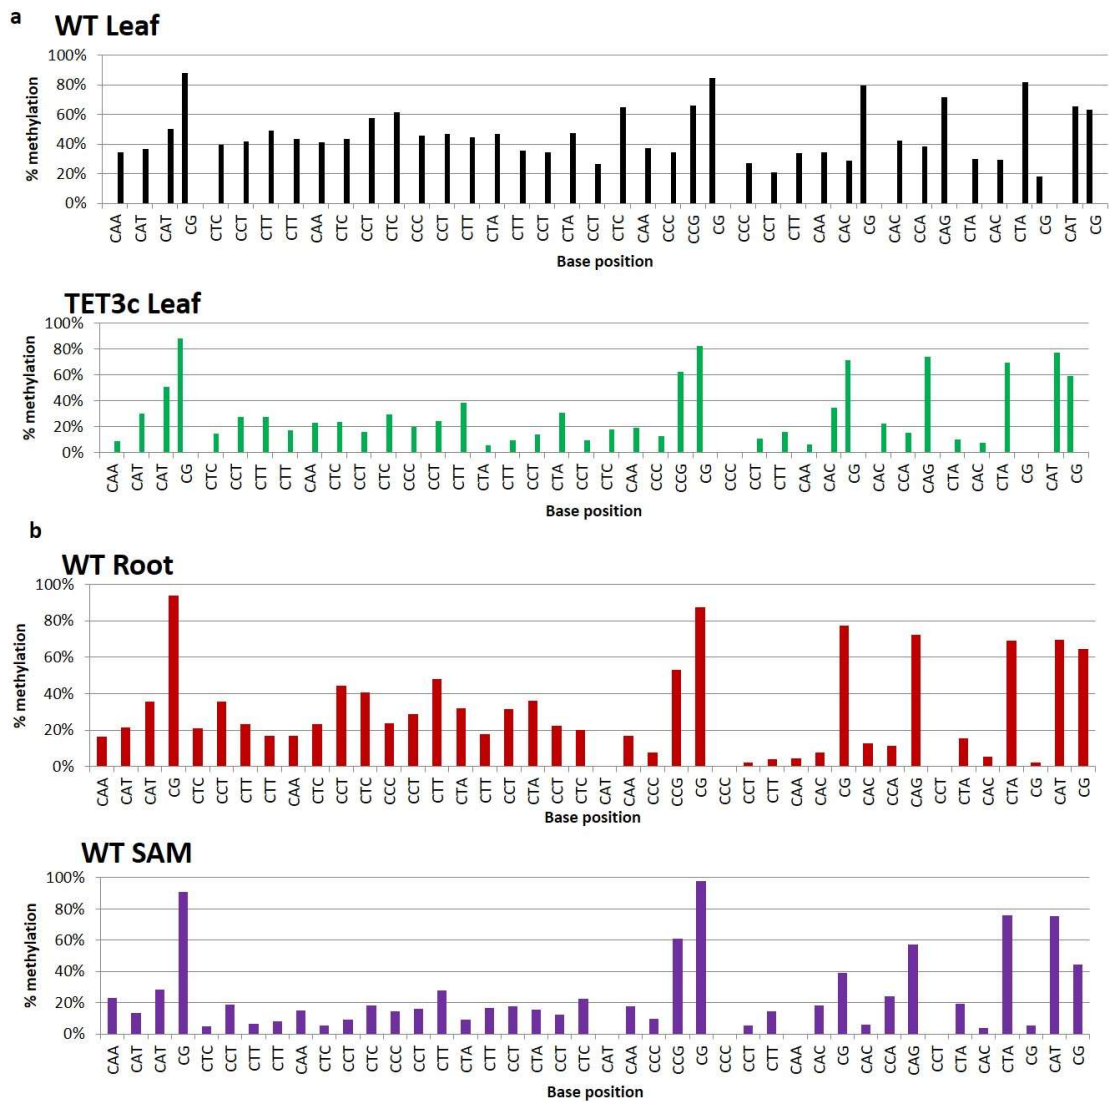 a
WT Leaf
100%
80%
60%
40%
20%
0%
% methylation
CAA CAT CAT CG CTC CCT CTT CTT CAA CTC CCT CTC CCC CCT CTT CTA CTT CCT CTA CCT CTC CAA CCC CCG CG CCC CCT CTT CAA CAC CG CAC CCA CAG CTA CAC CTA CG CAT CG
Base position
TET3c Leaf
100%
80%
60%
40%
20%
0%
% methylation
CAA CAT CAT CG CTC CCT CTT CTT CAA CTC CCT CTC CCC CCT CTT CTA CTT CCT CTA CCT CTC CAA CCC CCG CG CCC CCT CTT CAA CAC CG CAC CCA CAG CTA CAC CTA CG CAT CG
Base position
b
WT Root
100%
80%
60%
40%
20%
0%
% methylation
CAA CAT CAT CG CTC CCT CTT CTT CAA CTC CCT CTC CCC CCT CTT CTA CTT CCT CTA CCT CTC CAT CAA CCC CCG CG CCC CCT CTT CAA CAC CG CAC CCA CAG CCT CTA CAC CTA CG CAT CG
Base position
WT SAM
100%
80%
60%
40%
20%
0%
% methylation
CAA CAT CAT CG CTC CCT CTT CTT CAA CTC CCT CTC CCC CCT CTT CTA CTT CCT CTA CCT CTC CAT CAA CCC CCG CG CCC CCT CTT CAA CAC CG CAC CCA CAG CCT CTA CAC CTA CG CAT CG
Base position